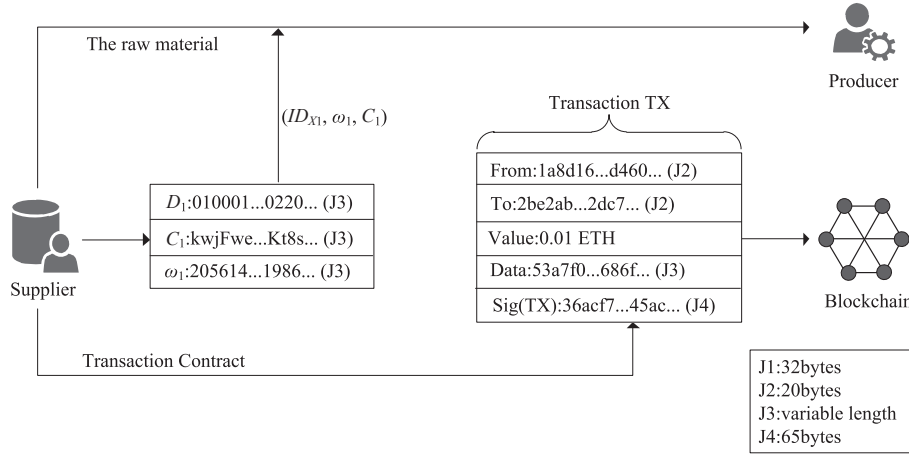 The raw material
Producer
(ID_X1, ω1, C1)
Transaction TX
From:1a8d16...d460... (J2)
To:2be2ab...2dc7... (J2)
Value:0.01 ETH
Data:53a7f0...686f... (J3)
Sig(TX):36acf7...45ac... (J4)
D1:010001...0220... (J3)
C1:kwjFwe...Kt8s... (J3)
ω1:205614...1986... (J3)
Supplier
Blockchain
Transaction Contract
J1:32bytes
J2:20bytes
J3:variable length
J4:65bytes